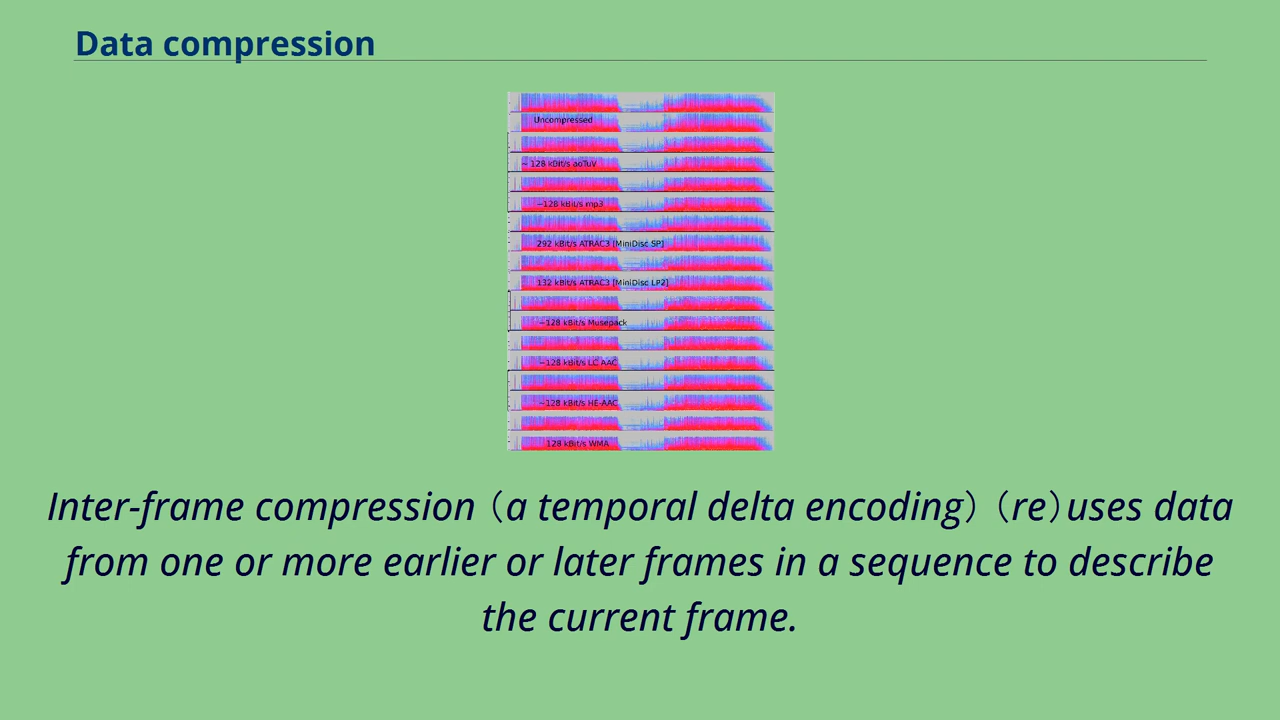 Data compression
Uncompressed
~ 128 kBit/s aoTuV
~128 kBit/s mp3
292 kBit/s ATRAC3 [MiniDisc SP]
132 kBit/s ATRAC3 [MiniDisc LP2]
~128 kBit/s Musepack
~128 kBit/s LC AAC
~128 kBit/s HE-AAC
128 kBit/s WMA
Inter-frame compression (a temporal delta encoding) (re)uses data
from one or more earlier or later frames in a sequence to describe
the current frame.